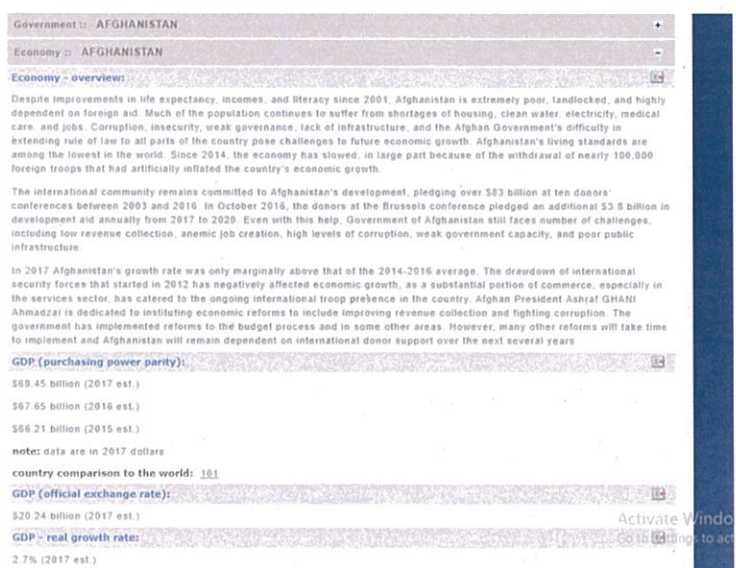 Government :: AFGHANISTAN
Economy :: AFGHANISTAN
Economy - overview:
Despite improvements in life expectancy, incomes, and literacy since 2001, Afghanistan is extremely poor, landlocked, and highly
dependent on foreign aid. Much of the population continues to suffer from shortages of housing, clean water, electricity, medical
care, and jobs. Corruption, insecurity, weak governance, lack of infrastructure, and the Afghan Government's difficulty in
extending rule of law to all parts of the country pose challenges to future economic growth. Afghanistan's living standards are
among the lowest in the world. Since 2014, the economy has slowed, in large part because of the withdrawal of nearly 100,000
foreign troops that had artificially inflated the country's economic growth.
The international community remains committed to Afghanistan's development, pledging over $83 billion at ten donors'
conferences between 2003 and 2016. In October 2016, the donors at the Brussels conference pledged an additional $3.8 billion in
development aid annually from 2017 to 2020. Even with this help, Government of Afghanistan still faces number of challenges,
including low revenue collection, anemic job creation, high levels of corruption, weak government capacity, and poor public
infrastructure.
In 2017 Afghanistan's growth rate was only marginally above that of the 2014-2016 average. The drawdown of international
security forces that started in 2012 has negatively affected economic growth, as a substantial portion of commerce, especially in
the services sector, has catered to the ongoing international troop presence in the country. Afghan President Ashraf GHANI
Ahmadzai is dedicated to instituting economic reforms to include improving revenue collection and fighting corruption. The
government has implemented reforms to the budget process and in some other areas. However, many other reforms will take time
to implement and Afghanistan will remain dependent on international donor support over the next several years.
GDP (purchasing power parity):
$69.45 billion (2017 est.)
$67.65 billion (2016 est.)
$66.21 billion (2015 est.)
note: data are in 2017 dollars
country comparison to the world: 101
GDP (official exchange rate):
$20.24 billion (2017 est.)
Activate Windo
GDP - real growth rate:
Go to ngs to act
2.7% (2017 est.)